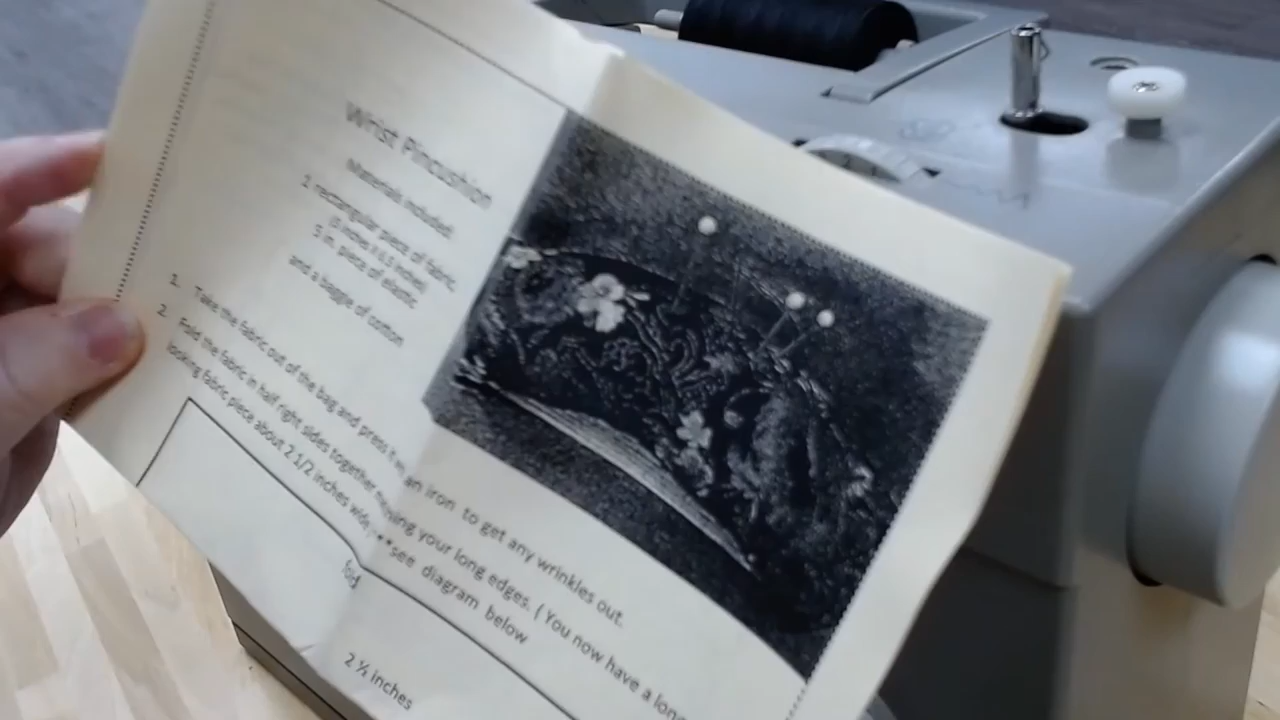 Wrist Pincushion
Materials included:
1 rectangular piece of fabric,
(5 inches x 6.5 inches)
5 in. piece of elastic
and a baggie of cotton
1. Take the fabric out of the bag and press it w an iron to get any wrinkles out.
2. Fold the fabric in half right sides together making your long edges. ( You now have a long
looking fabric piece about 2 1/2 inches wide. **see diagram below
fold
2 ½ inches